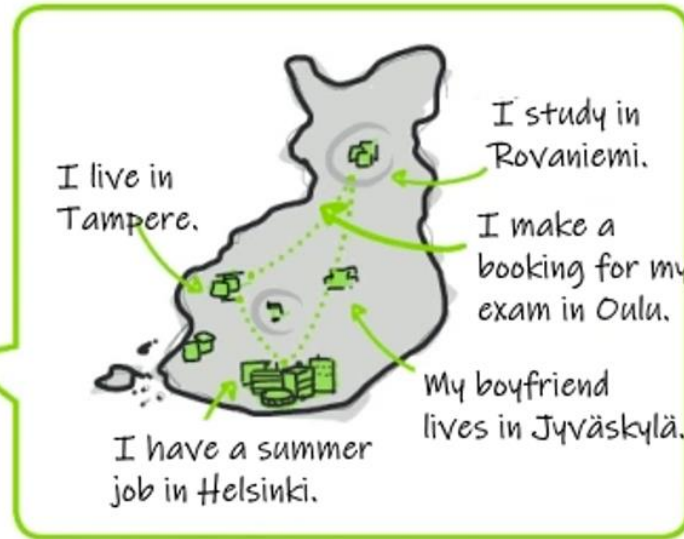 I study in
Rovaniemi.
I live in
Tampere.
I make a
booking for my
exam in Oulu.
My boyfriend
lives in Jyväskylä.
I have a summer
job in Helsinki.